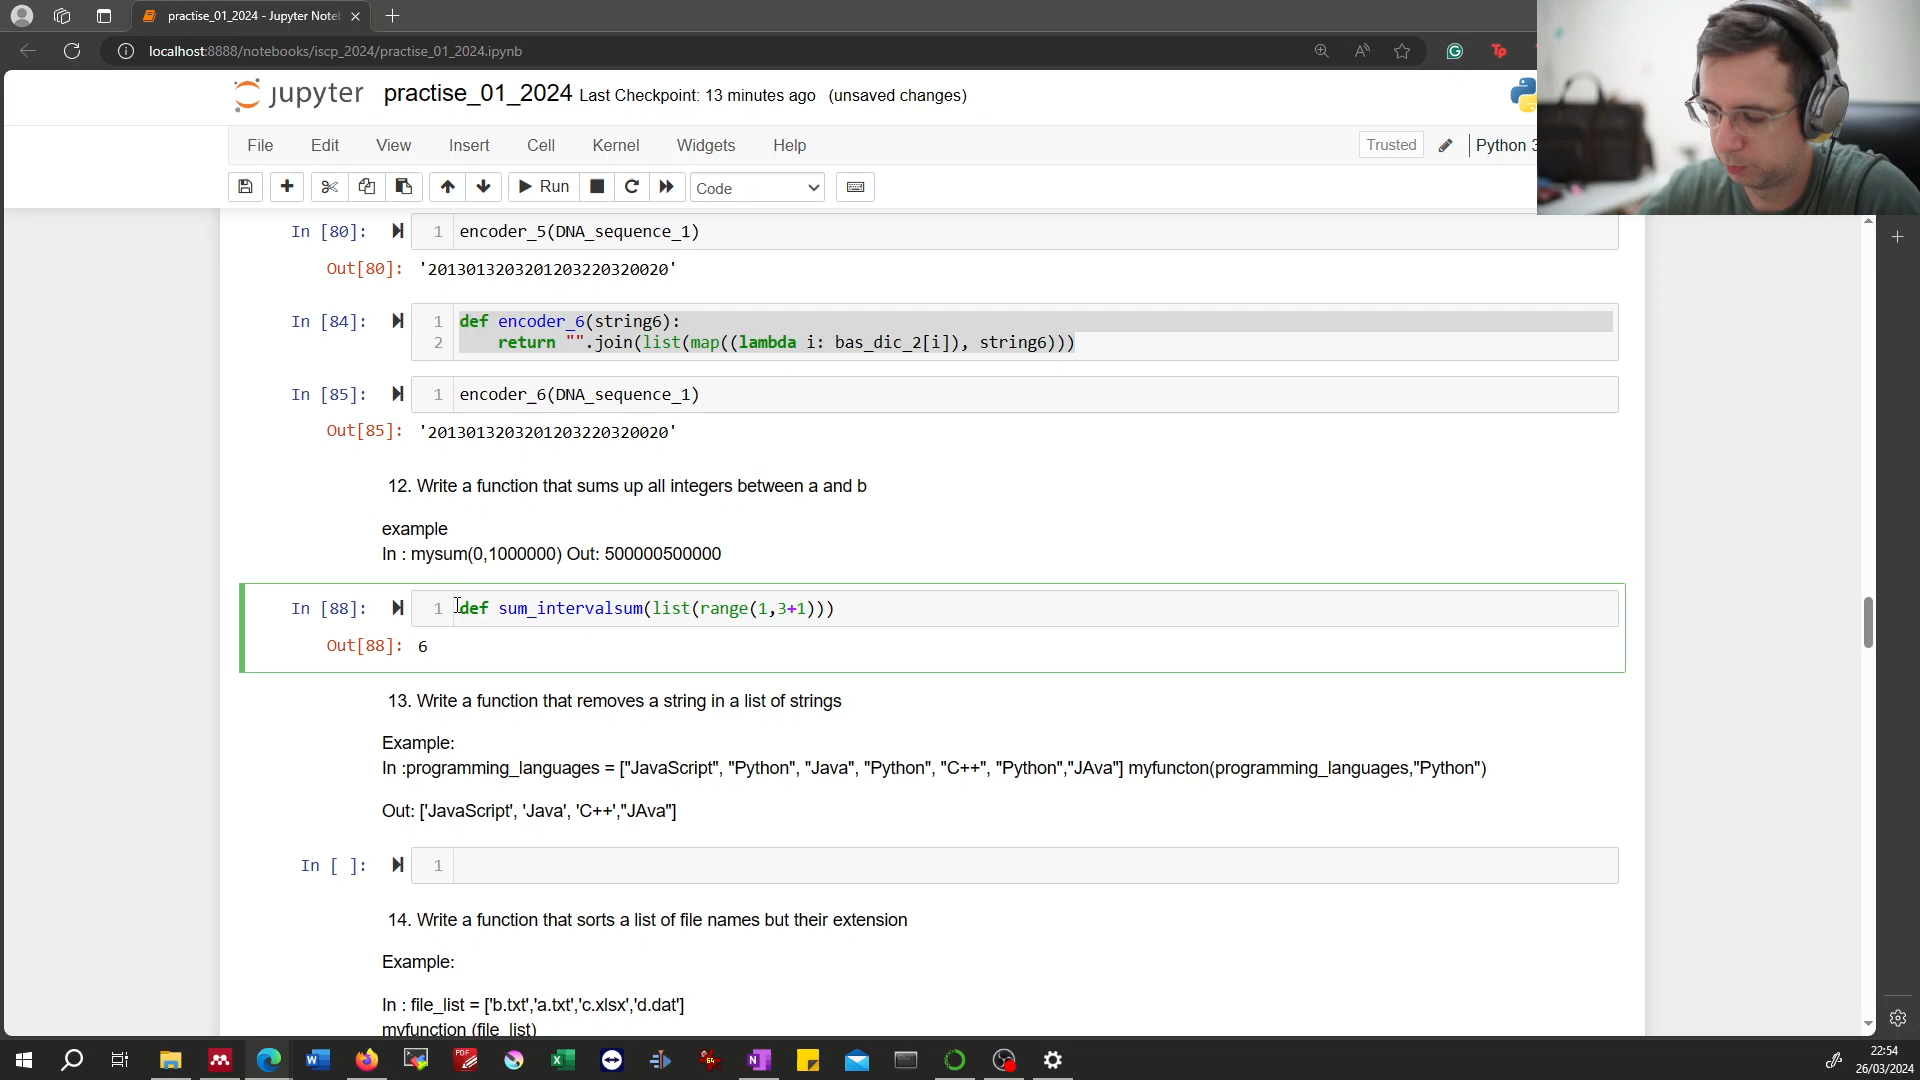 practise_01_2024 - Jupyter Note
localhost:8888/notebooks/iscp_2024/practise_01_2024.ipynb
jupyter practise_01_2024 Last Checkpoint: 13 minutes ago (unsaved changes)
File Edit View Insert Cell Kernel Widgets Help Trusted Python 3
Run Code
In [80]: 1 encoder_5(DNA_sequence_1)
Out[80]: '2013013203201203220320020'
In [84]: 1 def encoder_6(string6):
2 return "".join(list(map((lambda i: bas_dic_2[i]), string6)))
In [85]: 1 encoder_6(DNA_sequence_1)
Out[85]: '2013013203201203220320020'
12. Write a function that sums up all integers between a and b
example
In : mysum(0,1000000) Out: 500000500000
In [88]: 1 def sum_intervalsum(list(range(1,3+1)))
Out[88]: 6
13. Write a function that removes a string in a list of strings
Example:
In :programming_languages = ["JavaScript", "Python", "Java", "Python", "C++", "Python","JAva"] myfuncton(programming_languages,"Python")
Out: ['JavaScript', 'Java', 'C++',"JAva"]
In [ ]: 1
14. Write a function that sorts a list of file names but their extension
Example:
In : file_list = ['b.txt','a.txt','c.xlsx','d.dat']
myfunction (file_list)
22:54
26/03/2024